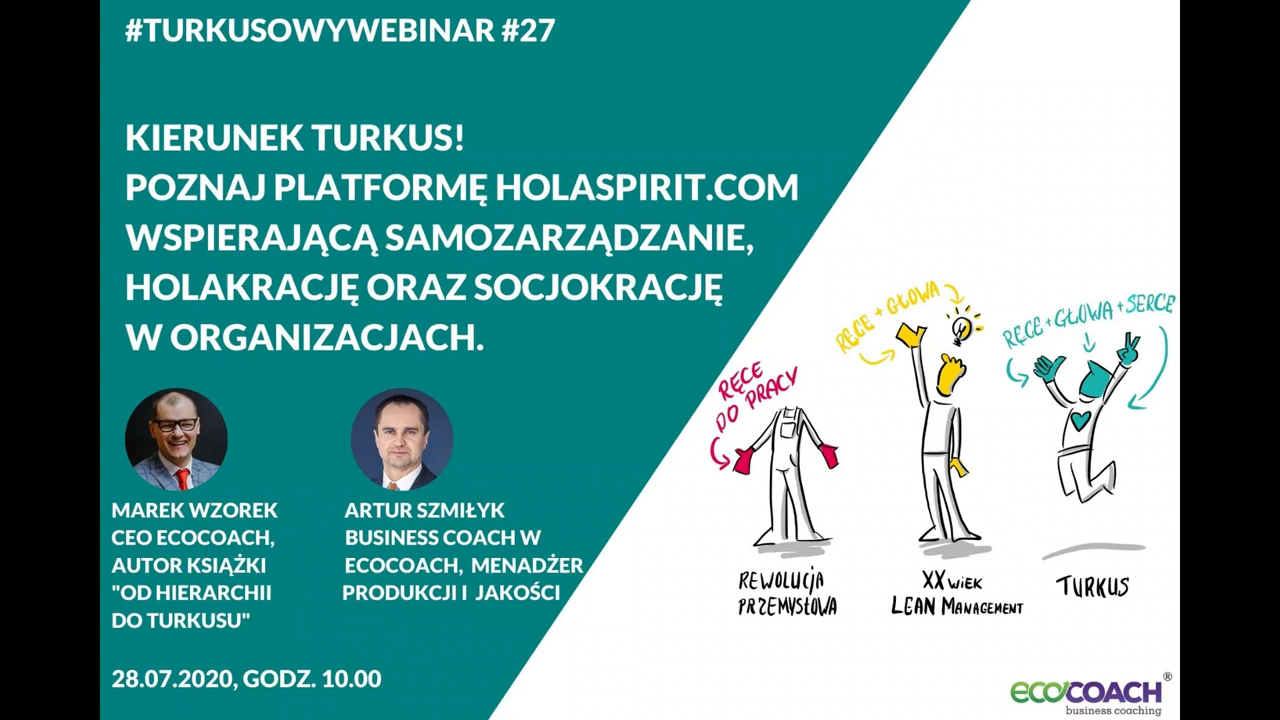 #TURKUSOWYWEBINAR #27
KIERUNEK TURKUS!
POZNAJ PLATFORMĘ HOLASPIRIT.COM
WSPIERAJĄCĄ SAMOZARZĄDZANIE,
HOLAKRACJĘ ORAZ SOCJOKRACJĘ
W ORGANIZACJACH.
MAREK WZOREK
CEO ECOCOACH,
AUTOR KSIĄŻKI
"OD HIERARCHII
DO TURKUSU"
ARTUR SZMIŁYK
BUSINESS COACH W
ECOCOACH, MENADŻER
PRODUKCJI I JAKOŚCI
28.07.2020, GODZ. 10.00
RĘCE
DO PRACY
RĘCE + GŁOWA
RĘCE + GŁOWA + SERCE
REWOLUCJA
PRZEMYSŁOWA
XX WIEK
LEAN MANAGEMENT
TURKUS
ecocoach®
business coaching